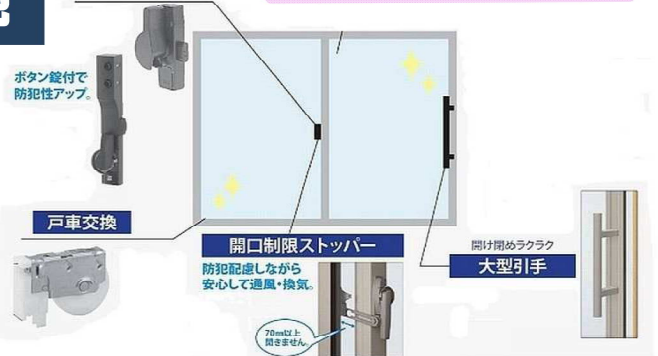 ボタン錠付で
防犯性アップ。
戸車交換
開口制限ストッパー
防犯配慮しながら
安心して通風・換気。
70mm以上
開きません。
開け閉めラクラク
大型引手